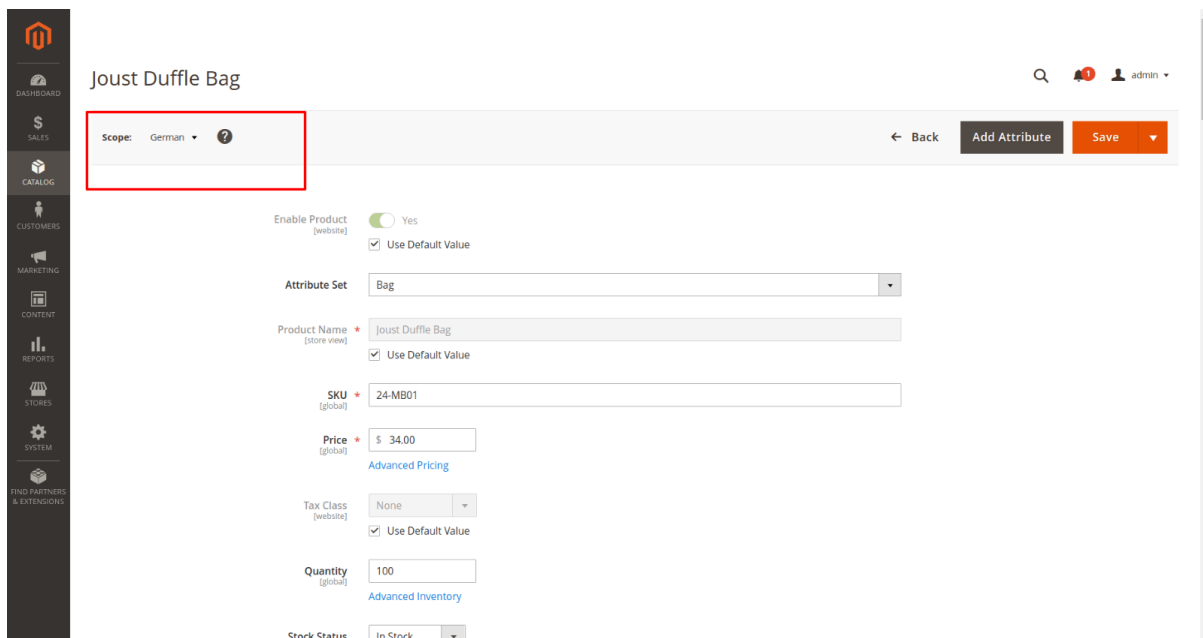 Joust Duffle Bag
1
admin
Scope: German ?
Back
Add Attribute
Save
DASHBOARD
$
SALES
CATALOG
CUSTOMERS
MARKETING
CONTENT
REPORTS
STORES
SYSTEM
FIND PARTNERS
& EXTENSIONS
Enable Product
[website]
Yes
Use Default Value
Attribute Set
Bag
Product Name *
[store view]
Joust Duffle Bag
Use Default Value
SKU *
[global]
24-MB01
Price *
[global]
$ 34.00
Advanced Pricing
Tax Class
[website]
None
Use Default Value
Quantity
[global]
100
Advanced Inventory
Stock Status
In Stock